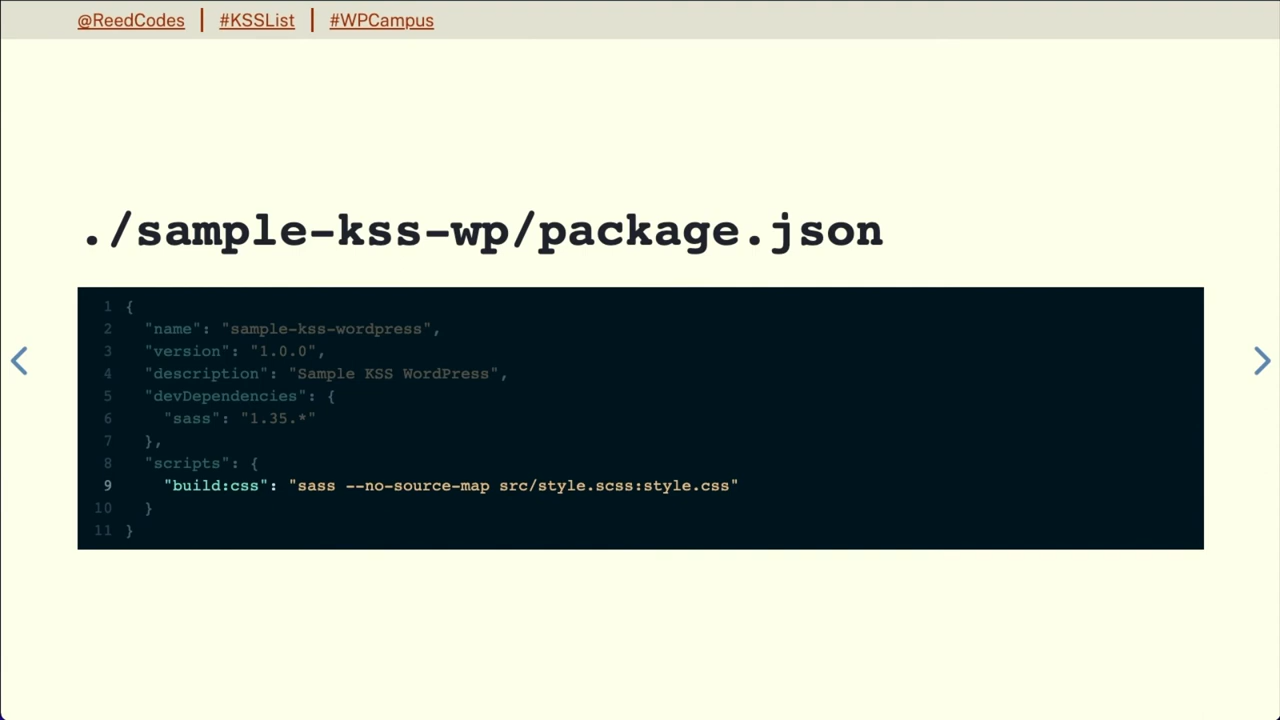 @ReedCodes | #KSSList | #WPCampus
./sample-kss-wp/package.json
1 {
2   "name": "sample-kss-wordpress",
3   "version": "1.0.0",
4   "description": "Sample KSS WordPress",
5   "devDependencies": {
6     "sass": "1.35.*"
7   },
8   "scripts": {
9     "build:css": "sass --no-source-map src/style.scss:style.css"
10   }
11 }